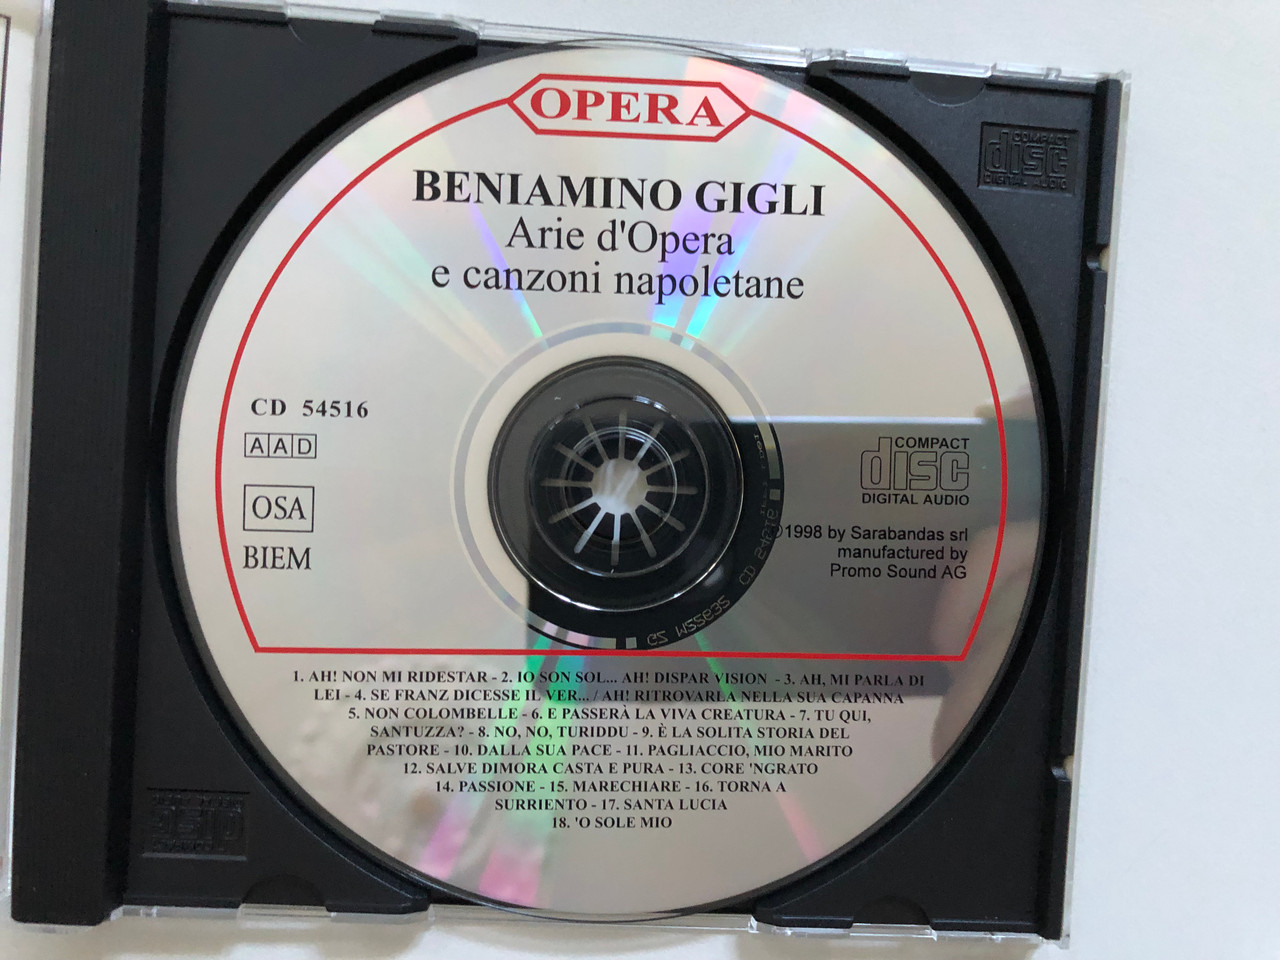 OPERA
BENIAMINO GIGLI
Arie d'Opera
e canzoni napoletane
CD 54516
AAD
OSA
BIEM
COMPACT
disc
DIGITAL AUDIO
©1998 by Sarabandas srl
manufactured by
Promo Sound AG
1. AH! NON MI RIDESTAR - 2. IO SON SOL... AH! DISPAR VISION - 3. AH, MI PARLA DI
LEI - 4. SE FRANZ DICESSE IL VER... / AH! RITROVARLA NELLA SUA CAPANNA
5. NON COLOMBELLE - 6. E PASSERÀ LA VIVA CREATURA - 7. TU QUI,
SANTUZZA? - 8. NO, NO, TURIDDU - 9. È LA SOLITA STORIA DEL
PASTORE - 10. DALLA SUA PACE - 11. PAGLIACCIO, MIO MARITO
12. SALVE DIMORA CASTA E PURA - 13. CORE 'NGRATO
14. PASSIONE - 15. MARECHIARE - 16. TORNA A
SURRIENTO - 17. SANTA LUCIA
18. 'O SOLE MIO
COMPACT
disc
DIGITAL AUDIO